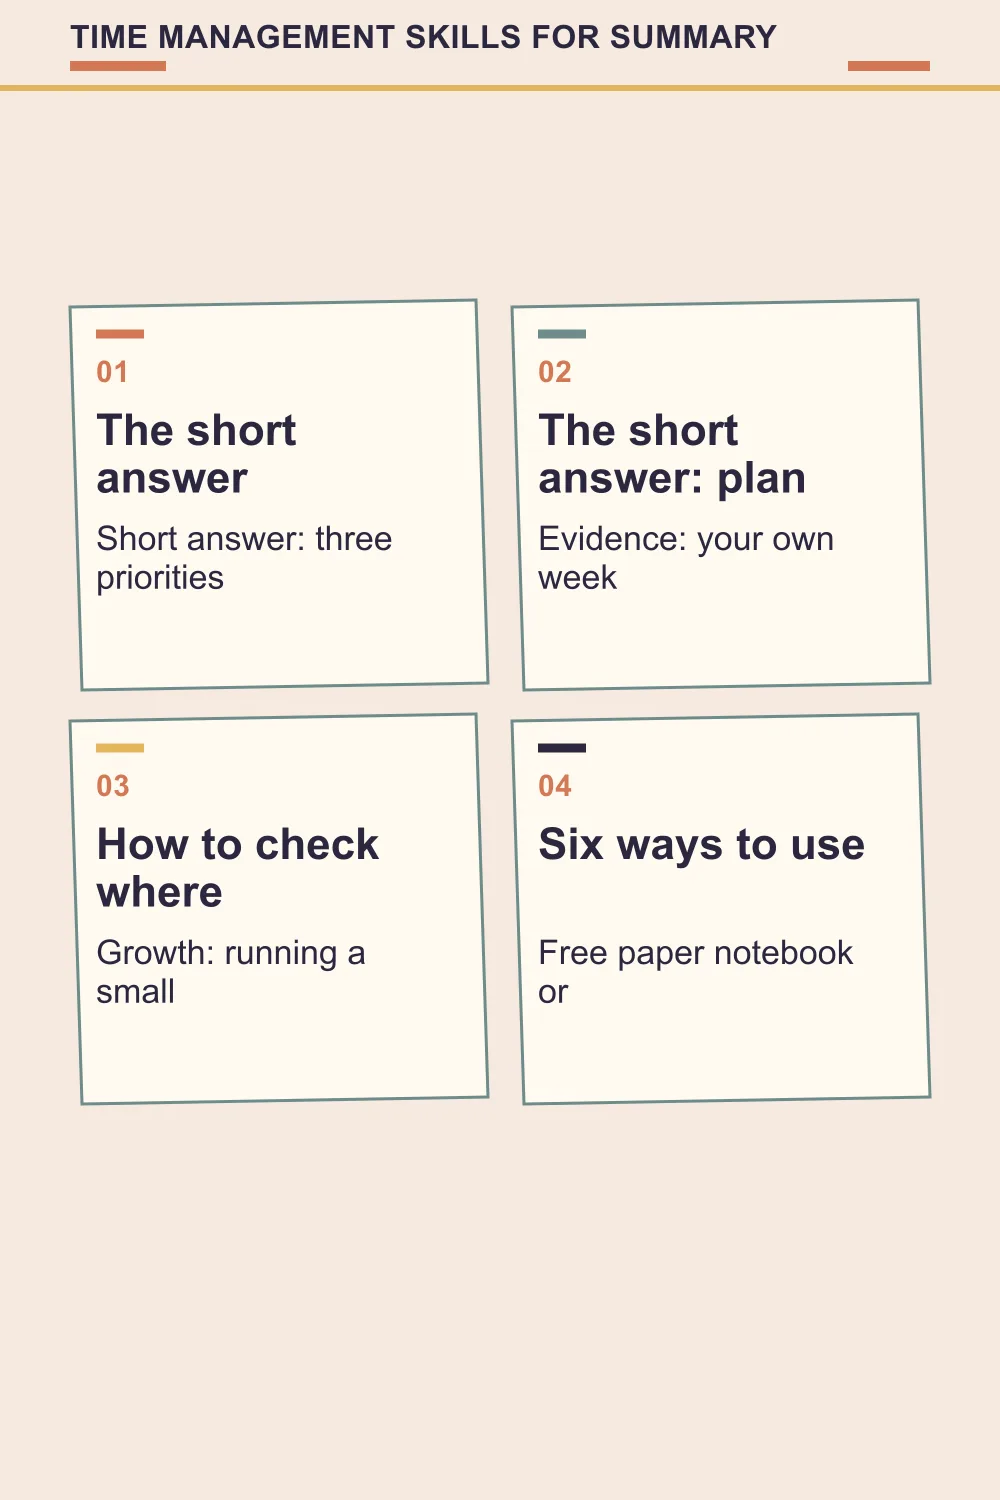 TIME MANAGEMENT SKILLS FOR SUMMARY
01
The short
answer
Short answer: three
priorities
02
The short
answer: plan
Evidence: your own
week
03
How to check
where
Growth: running a
small
04
Six ways to use
Free paper notebook
or